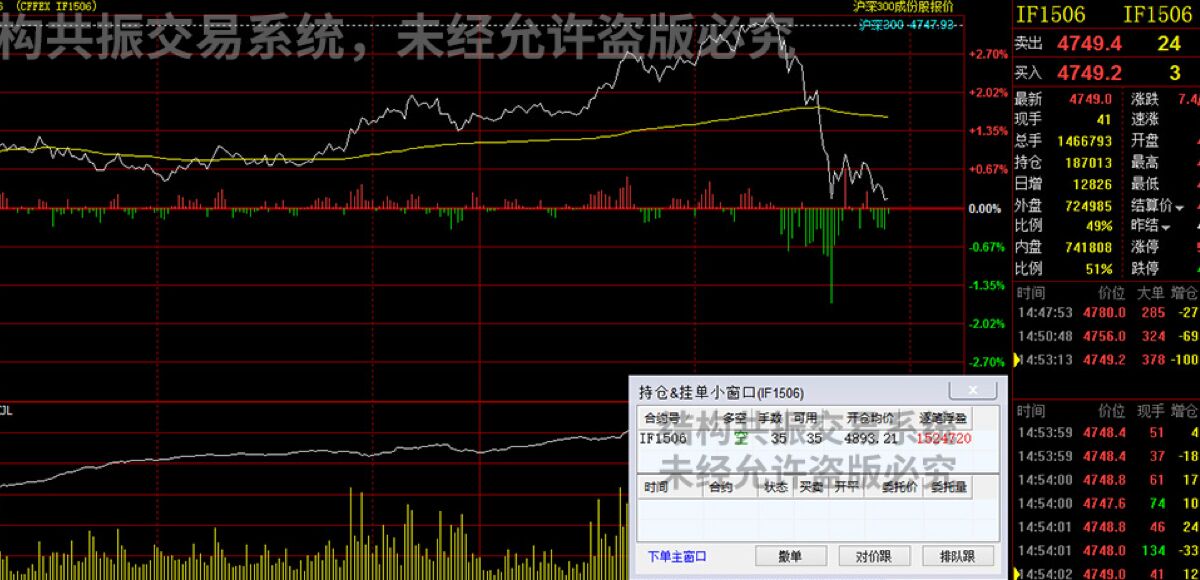 (CFFEX IF1506)
沪深300成份股报价
沪深300 4747.93
构共振交易系统，未经允许盗版必究
+2.70%
+2.02%
+1.35%
+0.67%
0.00%
-0.67%
-1.35%
-2.02%
-2.70%
IF1506 IF1506
卖出 4749.4 24
买入 4749.2 3
最新 4749.0 涨跌 7.4
现手 41 速涨
总手 1466793 开盘
持仓 187013 最高
日增 12826 最低
外盘 724985 结算价
比例 49% 昨结
内盘 741808 涨停
比例 51% 跌停
时间 价位 大单 增仓
14:47:53 4780.0 285 -27
14:50:48 4756.0 324 -69
14:53:13 4749.2 378 -100
时间 价位 现手 增仓
14:53:59 4748.4 51 4
14:53:59 4748.4 37 -18
14:54:00 4748.8 61 17
14:54:00 4747.6 74 10
14:54:01 4748.8 46 24
14:54:01 4748.0 134 -33
14:54:02 4749.0 41 12
JL
持仓&挂单小窗口(IF1506)
合约号 多空 手数 可用 开仓均价 逐笔浮盈
IF1506 空 35 35 4893.21 1524720
结构共振交易系统
未经允许盗版必究
时间 合约 状态 买卖 开平 委托价 委托量
下单主窗口 撤单 对价跟 排队跟